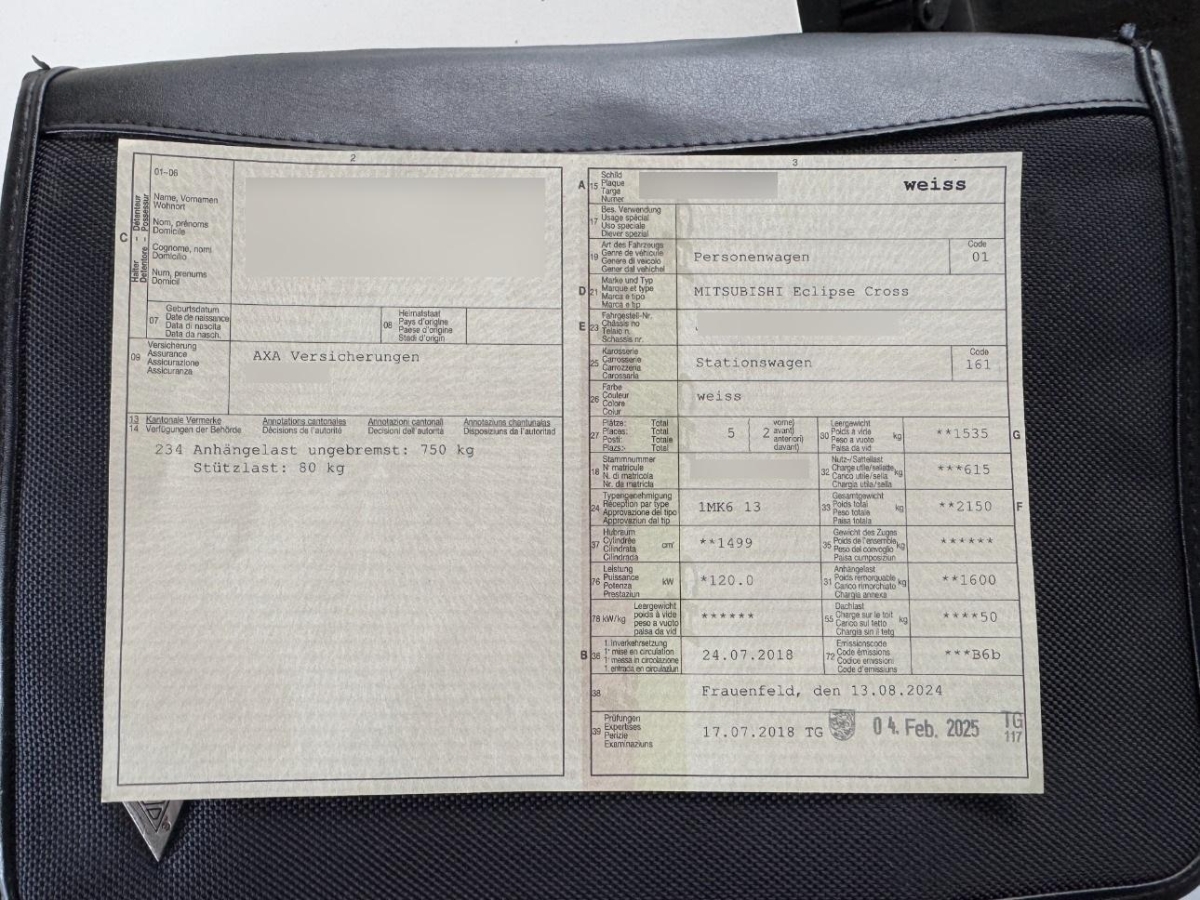 2
01-06
C
Halter - Détenteur
Detentore - Possessur
Name, Vornamen
Wohnort
Nom, prénoms
Domicile
Cognome, nomi
Domicilio
Num, prenums
Domicil
07
Geburtsdatum
Date de naissance
Data di nascita
Data da nasch.
08
Heimatstaat
Pays d'origine
Paese d'origine
Stadi d'origin
09
Versicherung
Assurance
Assicurazione
Assicuranza
AXA Versicherungen
13 Kantonale Vermerke Annotations cantonales Annotazioni cantonali Annotaziuns chantunalas
14 Verfügungen der Behörde Décisions de l'autorité Decisioni dell'autorità Disposiziuns da l'autoritad
234 Anhängelast ungebremst: 750 kg
Stützlast: 80 kg
3
A 15
Schild
Plaque
Targa
Numer
weiss
17
Bes. Verwendung
Usage spécial
Uso speciale
Diever spezial
19
Art des Fahrzeugs
Genre de véhicule
Genere di veicolo
Gener dal vehichel
Personenwagen
Code
01
D 21
Marke und Typ
Marque et type
Marca e tipo
Marca e tip
MITSUBISHI Eclipse Cross
E 23
Fahrgestell-Nr.
Châssis no
Telaio n.
Schassis nr.
25
Karosserie
Carrosserie
Carrozzeria
Carossaria
Stationswagen
Code
161
26
Farbe
Couleur
Colore
Colur
weiss
27
Plätze: Total
Places: Total
Posti: Totale
Plazs: Total
5
2
vorne)
avant)
anteriori)
davant)
30
Leergewicht
Poids à vide
Peso a vuoto
Paisa da vid
kg
**1535
G
18
Stammnummer
N° matricule
N. di matricola
Nr. da matricla
32
Nutz-/Sattellast
Charge utile/sellette
Carico utile/sella
Chargia utila/sella
kg
***615
24
Typengenehmigung
Réception par type
Approvazione del tipo
Approvaziun dal tip
1MK6 13
33
Gesamtgewicht
Poids total
Peso totale
Paisa totala
kg
**2150
F
37
Hubraum
Cylindrée
Cilindrata
Cilindrada
cm³
**1499
35
Gewicht des Zuges
Poids de l'ensemble
Peso del convoglio
Paisa cumposiziun
kg
******
76
Leistung
Puissance
Potenza
Prestaziun
kW
*120.0
31
Anhängelast
Poids remorquable
Carico rimorchiato
Chargia annexa
kg
**1600
78 kW/kg
Leergewicht
poids à vide
peso a vuoto
paisa da vid
******
55
Dachlast
Charge sur le toit
Carico sul tetto
Chargia sin il tetg
kg
****50
B 36
1. Inverkehrsetzung
1re mise en circulation
1a messa in circolazione
1. entrada en circulaziun
24.07.2018
72
Emissionscode
Code émissions
Codice emissioni
Code d'emissiuns
***B6b
38
Frauenfeld, den 13.08.2024
39
Prüfungen
Expertises
Perizie
Examinaziuns
17.07.2018 TG
04. Feb. 2025
TG
117